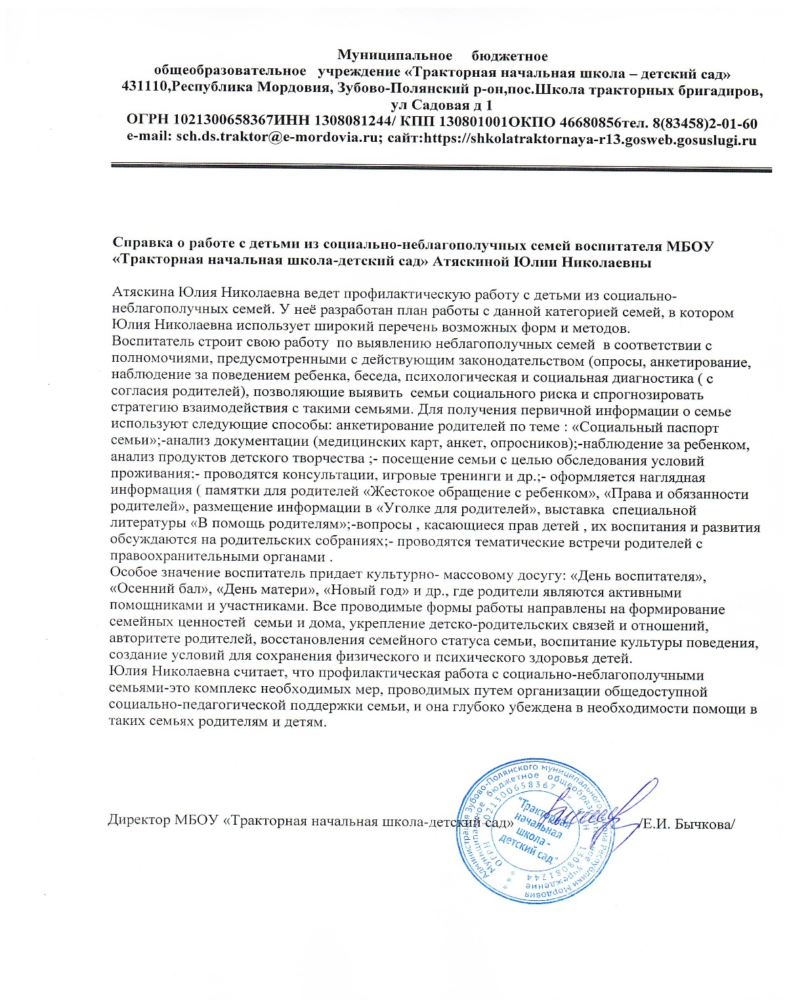 Муниципальное бюджетное
общеобразовательное учреждение «Тракторная начальная школа – детский сад»
431110,Республика Мордовия, Зубово-Полянский р-он,пос.Школа тракторных бригадиров,
ул Садовая д 1
ОГРН 1021300658367ИНН 1308081244/ КПП 130801001ОКПО 46680856тел. 8(83458)2-01-60
e-mail: sch.ds.traktor@e-mordovia.ru; сайт:https://shkolatraktornaya-r13.gosweb.gosuslugi.ru
Справка о работе с детьми из социально-неблагополучных семей воспитателя МБОУ
«Тракторная начальная школа-детский сад» Атяскиной Юлии Николаевны
Атяскина Юлия Николаевна ведет профилактическую работу с детьми из социально-
неблагополучных семей. У неё разработан план работы с данной категорией семей, в котором
Юлия Николаевна использует широкий перечень возможных форм и методов.
Воспитатель строит свою работу по выявлению неблагополучных семей в соответствии с
полномочиями, предусмотренными с действующим законодательством (опросы, анкетирование,
наблюдение за поведением ребенка, беседа, психологическая и социальная диагностика ( с
согласия родителей), позволяющие выявить семьи социального риска и спрогнозировать
стратегию взаимодействия с такими семьями. Для получения первичной информации о семье
используют следующие способы: анкетирование родителей по теме : «Социальный паспорт
семьи»;-анализ документации (медицинских карт, анкет, опросников);-наблюдение за ребенком,
анализ продуктов детского творчества ;- посещение семьи с целью обследования условий
проживания;- проводятся консультации, игровые тренинги и др.;- оформляется наглядная
информация ( памятки для родителей «Жестокое обращение с ребенком», «Права и обязанности
родителей», размещение информации в «Уголке для родителей», выставка специальной
литературы «В помощь родителям»;-вопросы , касающиеся прав детей , их воспитания и развития
обсуждаются на родительских собраниях;- проводятся тематические встречи родителей с
правоохранительными органами .
Особое значение воспитатель придает культурно- массовому досугу: «День воспитателя»,
«Осенний бал», «День матери», «Новый год» и др., где родители являются активными
помощниками и участниками. Все проводимые формы работы направлены на формирование
семейных ценностей семьи и дома, укрепление детско-родительских связей и отношений,
авторитете родителей, восстановления семейного статуса семьи, воспитание культуры поведения,
создание условий для сохранения физического и психического здоровья детей.
Юлия Николаевна считает, что профилактическая работа с социально-неблагополучными
семьями-это комплекс необходимых мер, проводимых путем организации общедоступной
социально-педагогической поддержки семьи, и она глубоко убеждена в необходимости помощи в
таких семьях родителям и детям.
Директор МБОУ «Тракторная начальная школа-детский сад» /Е.И. Бычкова/
Администрация Зубово-Полянского муниципального района Республики Мордовия
Муниципальное бюджетное общеобразовательное учреждение
ОГРН 1021300658367 * ИНН 1308081244 *
"Тракторная
начальная
школа -
детский сад"